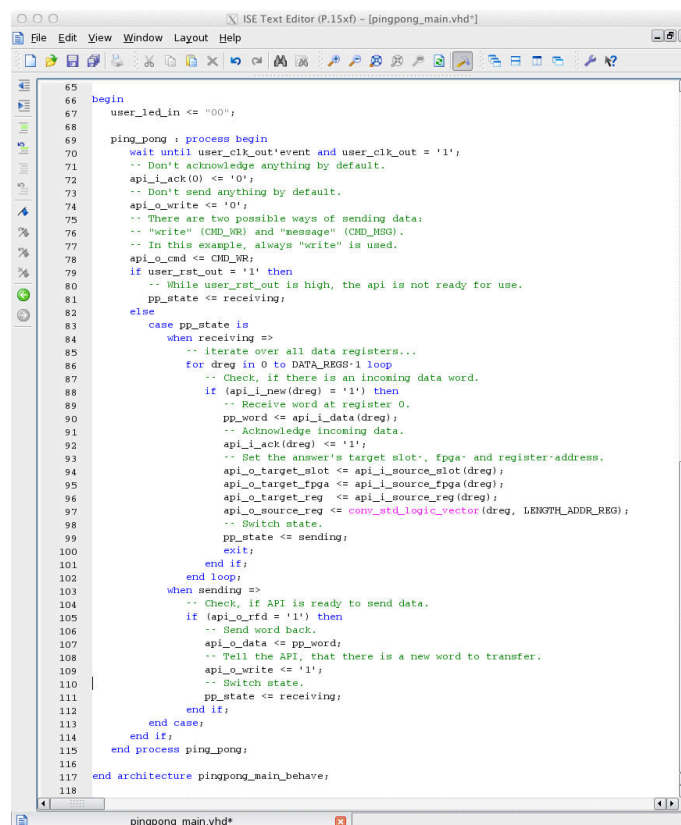 ISE Text Editor (P.15xf) - [pingpong_main.vhd*]
File Edit View Window Layout Help
65
66 begin
67    user_led_in <= "00";
68
69    ping_pong : process begin
70       wait until user_clk_out'event and user_clk_out = '1';
71       -- Don't acknowledge anything by default.
72       api_i_ack(0) <= '0';
73       -- Don't send anything by default.
74       api_o_write <= '0';
75       -- There are two possible ways of sending data:
76       -- "write" (CMD_WR) and "message" (CMD_MSG).
77       -- In this example, always "write" is used.
78       api_o_cmd <= CMD_WR;
79       if user_rst_out = '1' then
80          -- While user_rst_out is high, the api is not ready for use.
81          pp_state <= receiving;
82       else
83          case pp_state is
84             when receiving =>
85                -- iterate over all data registers...
86                for dreg in 0 to DATA_REGS-1 loop
87                   -- Check, if there is an incoming data word.
88                   if (api_i_new(dreg) = '1') then
89                      -- Receive word at register 0.
90                      pp_word <= api_i_data(dreg);
91                      -- Acknowledge incoming data.
92                      api_i_ack(dreg) <= '1';
93                      -- Set the answer's target slot-, fpga- and register-address.
94                      api_o_target_slot <= api_i_source_slot(dreg);
95                      api_o_target_fpga <= api_i_source_fpga(dreg);
96                      api_o_target_reg  <= api_i_source_reg(dreg);
97                      api_o_source_reg <= conv_std_logic_vector(dreg, LENGTH_ADDR_REG);
98                      -- Switch state.
99                      pp_state <= sending;
100                      exit;
101                   end if;
102                end loop;
103             when sending =>
104                -- Check, if API is ready to send data.
105                if (api_o_rfd = '1') then
106                   -- Send word back.
107                   api_o_data <= pp_word;
108                   -- Tell the API, that there is a new word to transfer.
109                   api_o_write <= '1';
110                   -- Switch state.
111                   pp_state <= receiving;
112                end if;
113          end case;
114       end if;
115    end process ping_pong;
116
117 end architecture pingpong_main_behave;
118
pingpong_main.vhd*